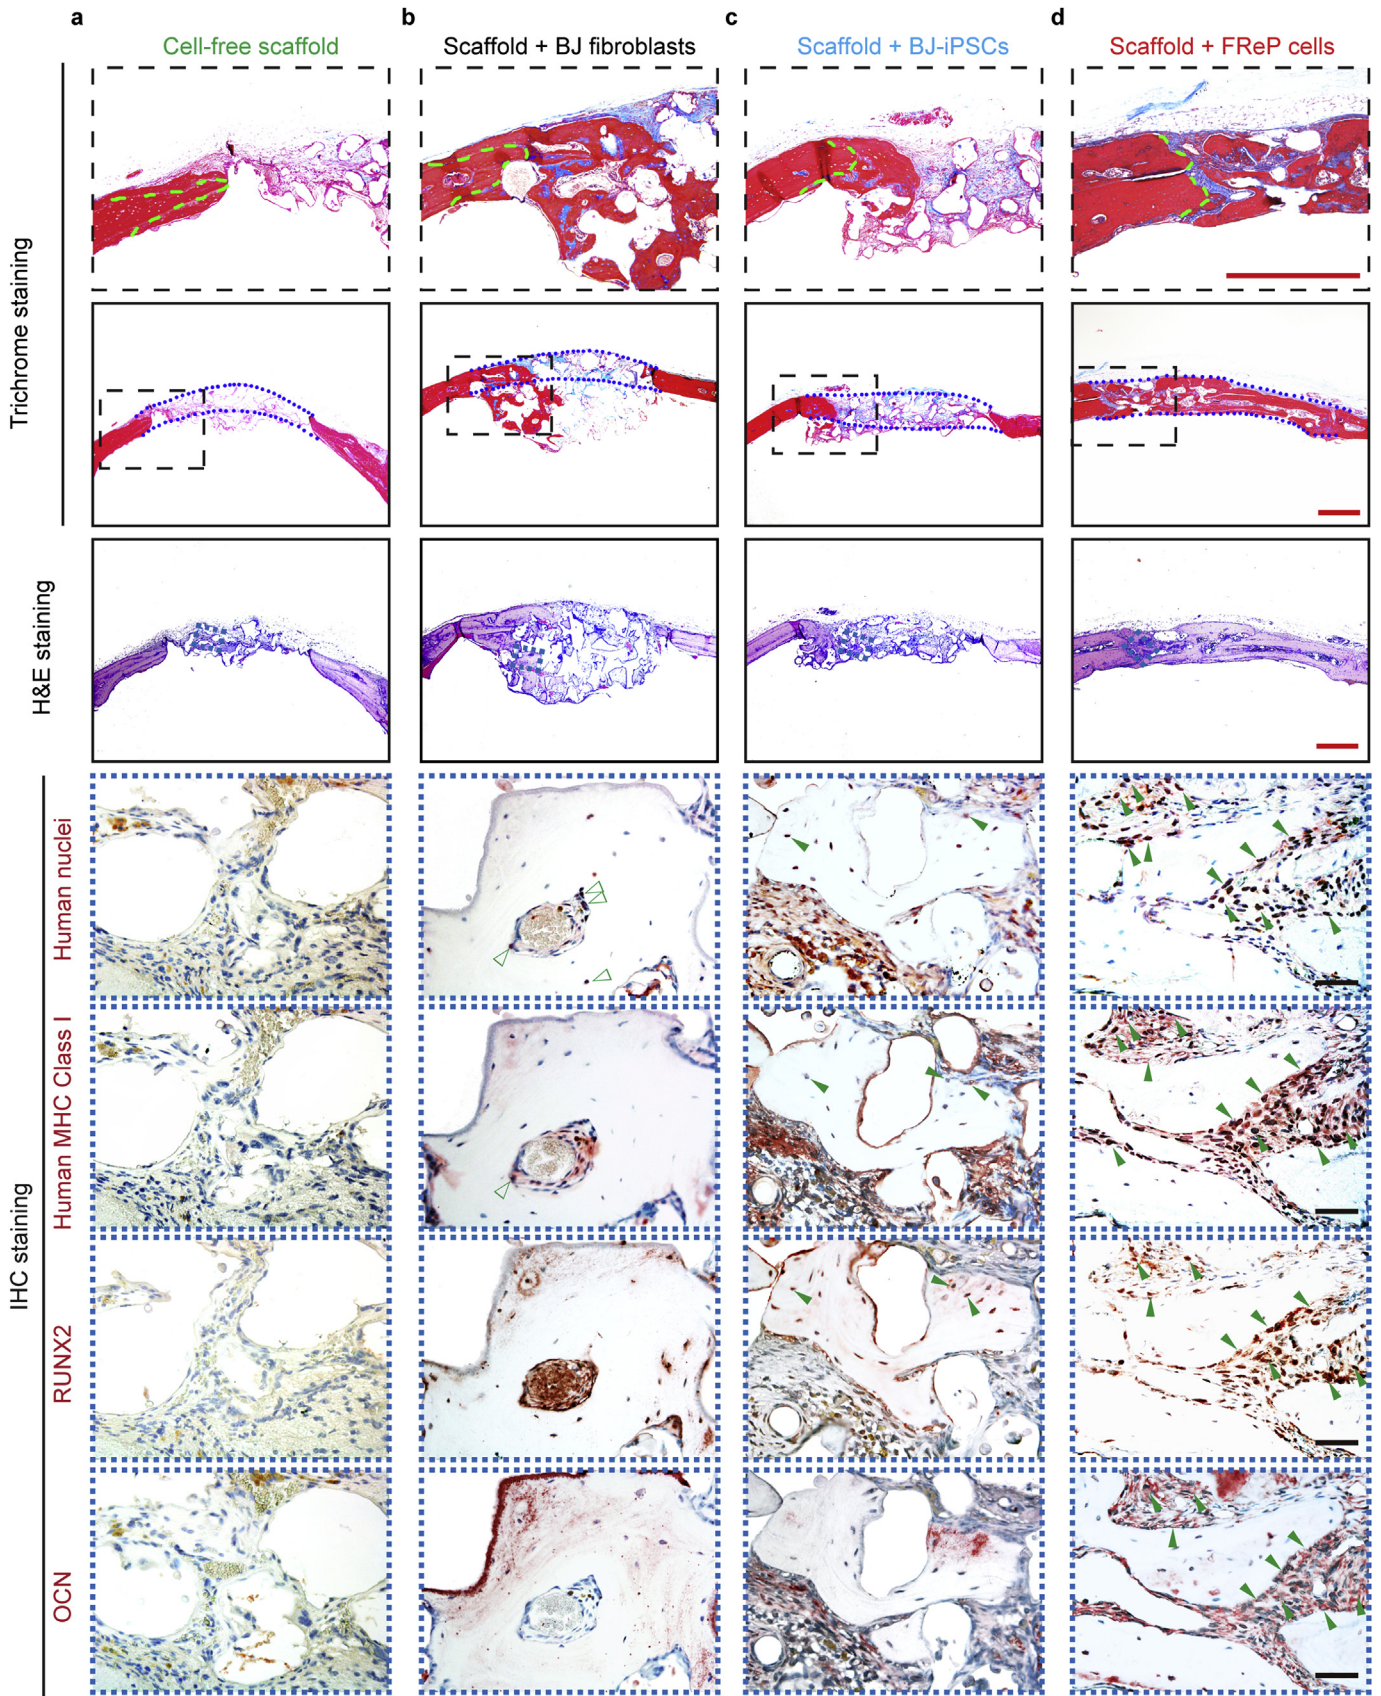 a
b
c
d
Cell-free scaffold
Scaffold + BJ fibroblasts
Scaffold + BJ-iPSCs
Scaffold + FReP cells
Trichrome staining
H&E staining
IHC staining
Human nuclei
Human MHC Class I
RUNX2
OCN